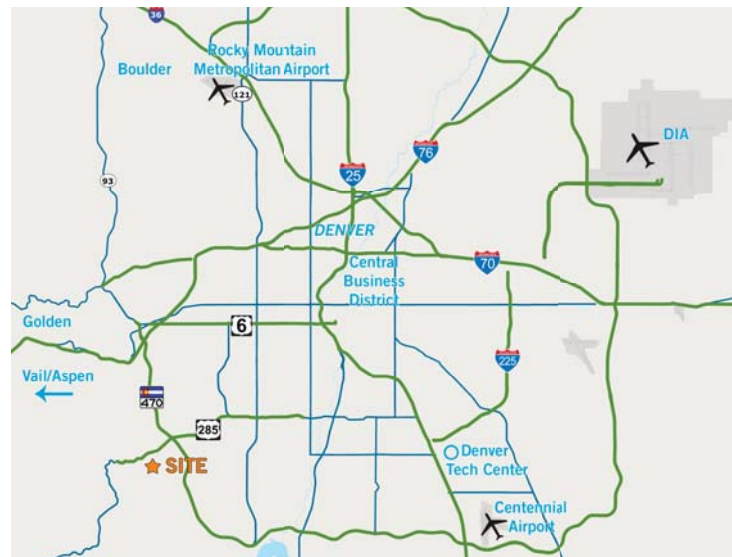 36
Rocky Mountain
Metropolitan Airport
Boulder
121
DIA
76
25
93
DENVER
Central
Business
District
70
Golden
6
225
Vail/Aspen
470
285
SITE
Denver
Tech Center
Centennial
Airport